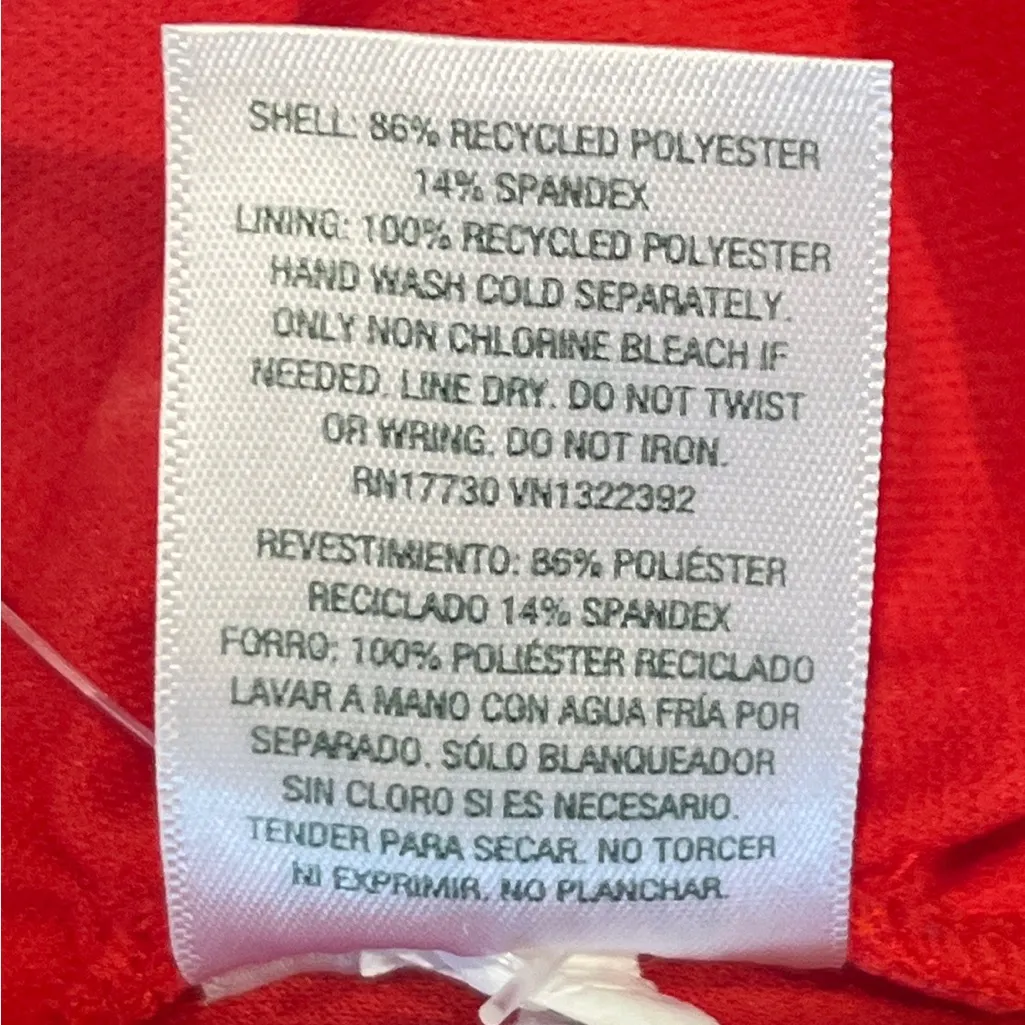 SHELL: 86% RECYCLED POLYESTER
14% SPANDEX
LINING: 100% RECYCLED POLYESTER
HAND WASH COLD SEPARATELY.
ONLY NON CHLORINE BLEACH IF
NEEDED. LINE DRY. DO NOT TWIST
OR WRING. DO NOT IRON.
RN17730 VN1322392
REVESTIMIENTO: 86% POLIÉSTER
RECICLADO 14% SPANDEX
FORRO: 100% POLIÉSTER RECICLADO
LAVAR A MANO CON AGUA FRÍA POR
SEPARADO. SÓLO BLANQUEADOR
SIN CLORO SI ES NECESARIO.
TENDER PARA SECAR. NO TORCER
NI EXPRIMIR. NO PLANCHAR.